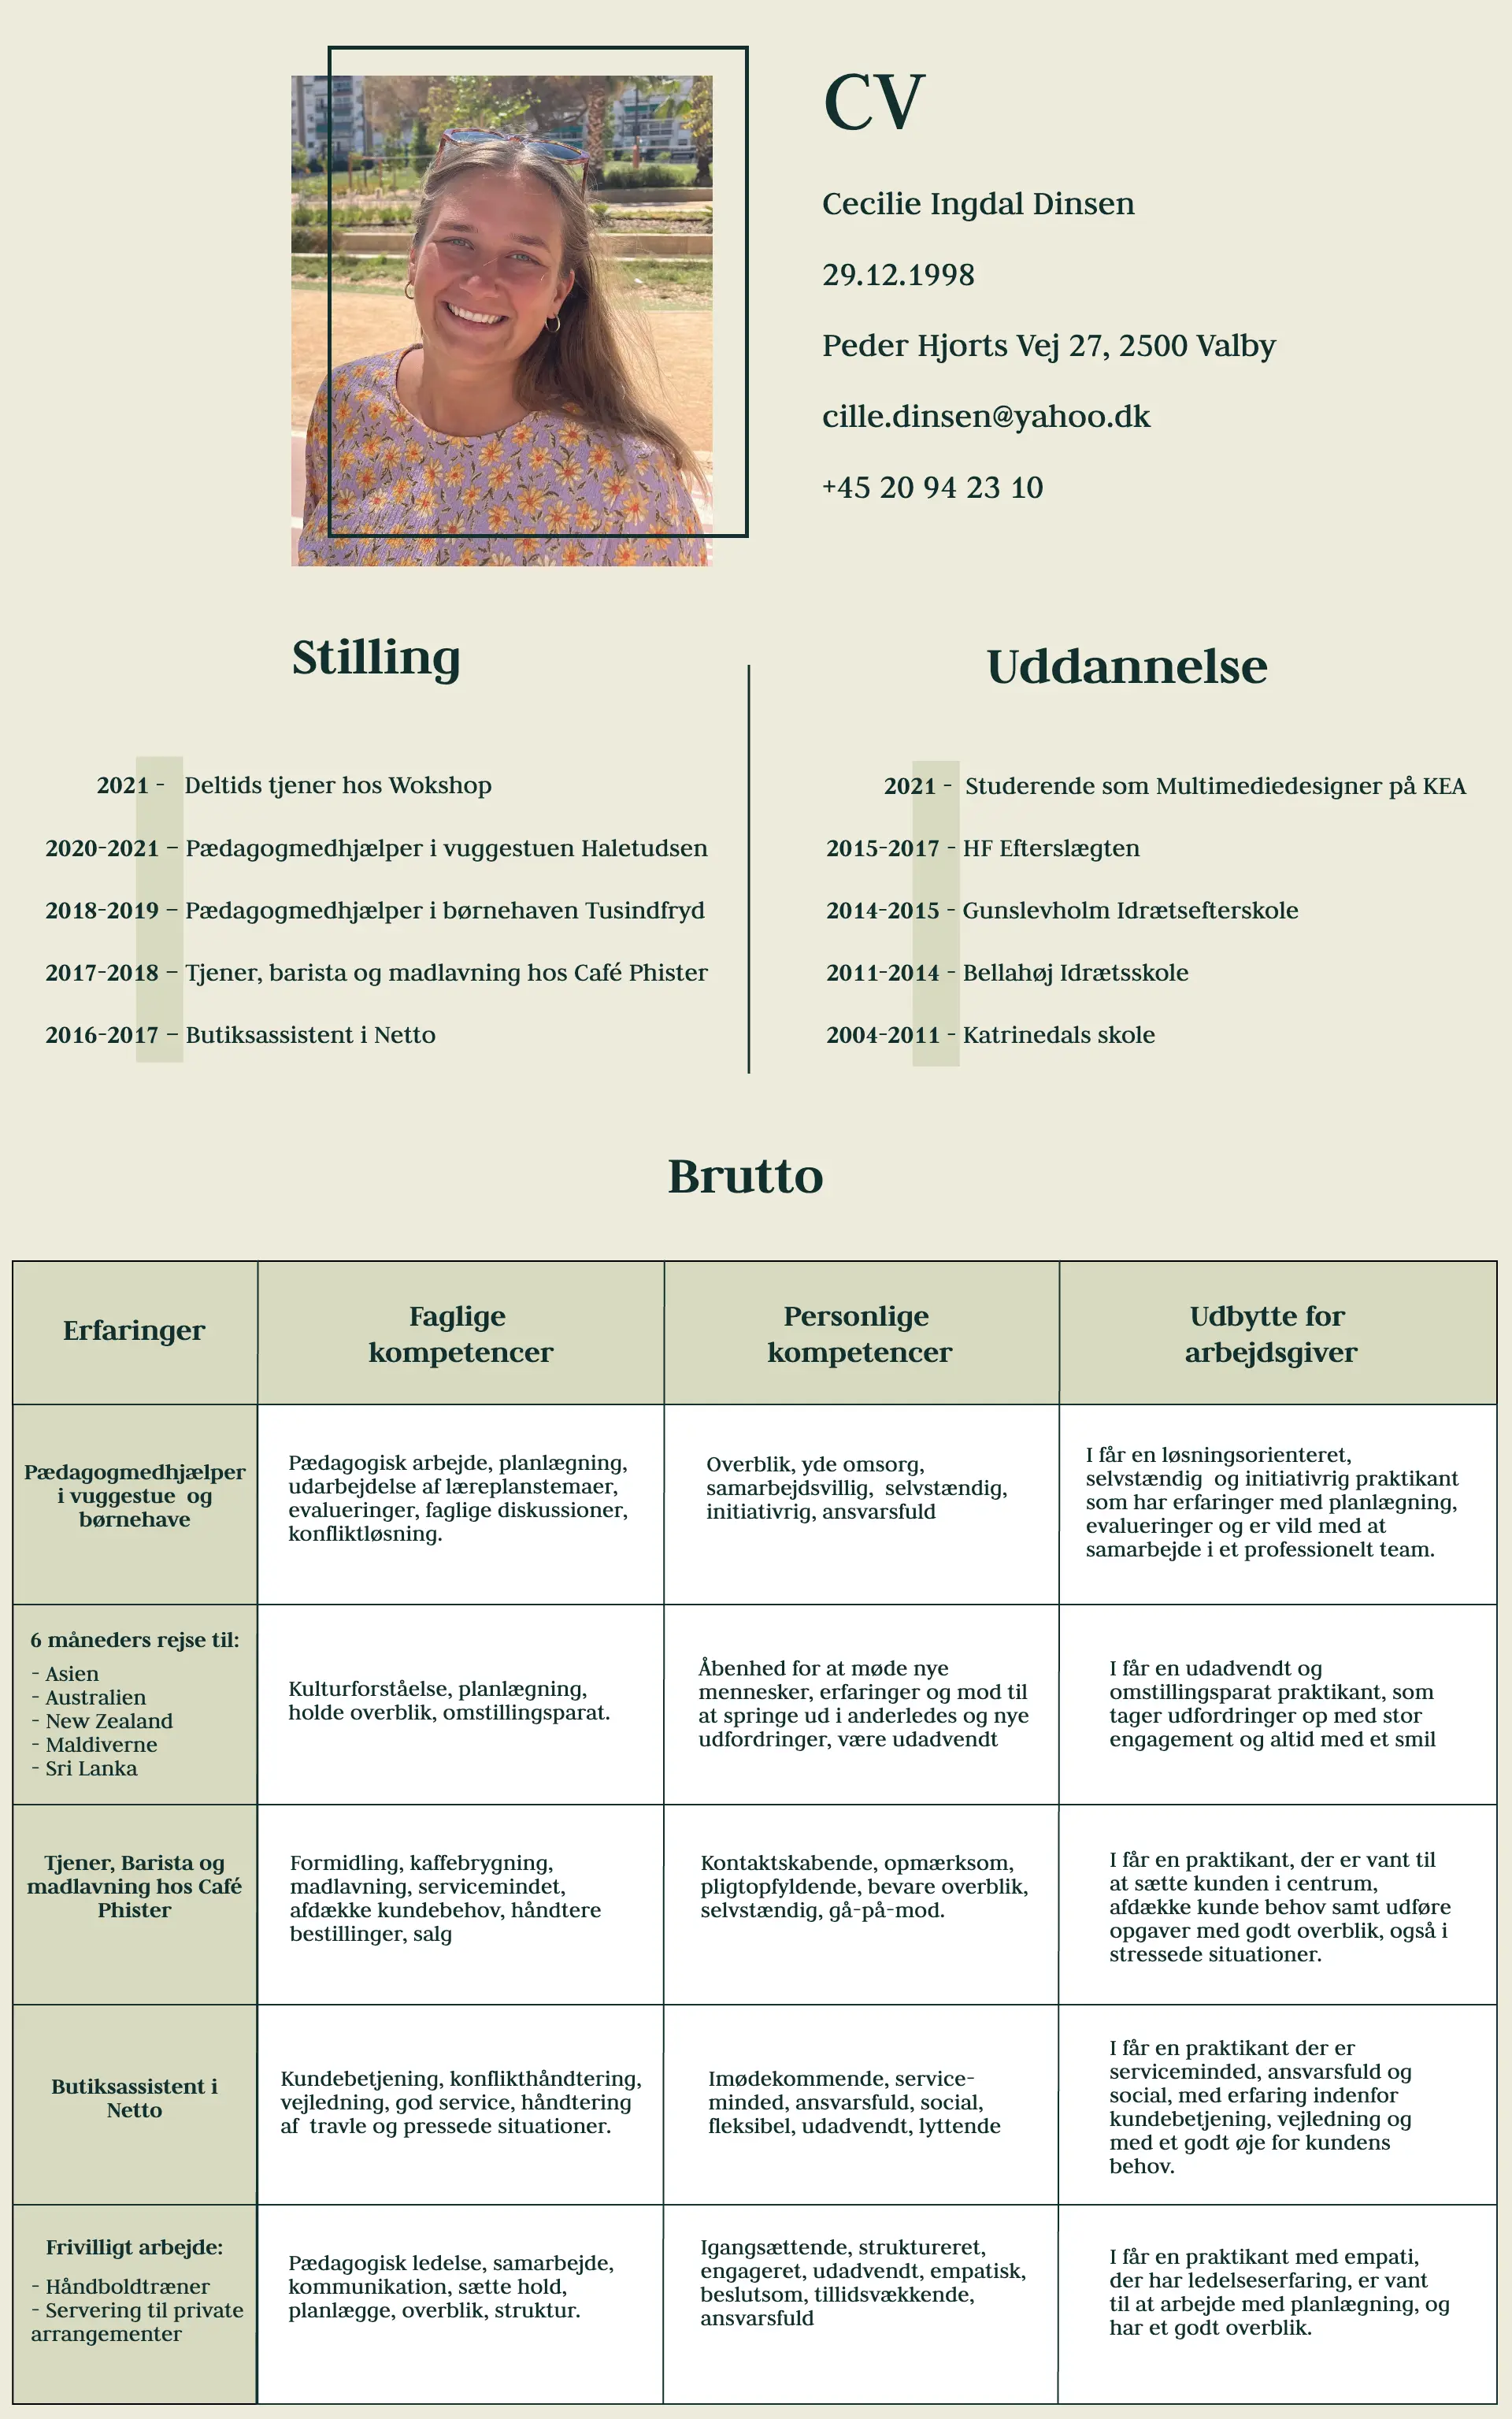 CV
Cecilie Ingdal Dinsen
29.12.1998
Peder Hjorts Vej 27, 2500 Valby
cille.dinsen@yahoo.dk
+45 20 94 23 10
Stilling
2021 - Deltids tjener hos Wokshop
2020-2021 – Pædagogmedhjælper i vuggestuen Haletudsen
2018-2019 – Pædagogmedhjælper i børnehaven Tusindfryd
2017-2018 – Tjener, barista og madlavning hos Café Phister
2016-2017 – Butiksassistent i Netto
Uddannelse
2021 - Studerende som Multimediedesigner på KEA
2015-2017 - HF Efterslægten
2014-2015 - Gunslevholm Idrætsefterskole
2011-2014 - Bellahøj Idrætsskole
2004-2011 - Katrinedals skole
Brutto
Erfaringer
Faglige
kompetencer
Personlige
kompetencer
Udbytte for
arbejdsgiver
Pædagogmedhjælper
i vuggestue og
børnehave
Pædagogisk arbejde, planlægning,
udarbejdelse af læreplanstemaer,
evalueringer, faglige diskussioner,
konfliktløsning.
Overblik, yde omsorg,
samarbejdsvillig, selvstændig,
initiativrig, ansvarsfuld
I får en løsningsorienteret,
selvstændig og initiativrig praktikant
som har erfaringer med planlægning,
evalueringer og er vild med at
samarbejde i et professionelt team.
6 måneders rejse til:
- Asien
- Australien
- New Zealand
- Maldiverne
- Sri Lanka
Kulturforståelse, planlægning,
holde overblik, omstillingsparat.
Åbenhed for at møde nye
mennesker, erfaringer og mod til
at springe ud i anderledes og nye
udfordringer, være udadvendt
I får en udadvendt og
omstillingsparat praktikant, som
tager udfordringer op med stor
engagement og altid med et smil
Tjener, Barista og
madlavning hos Café
Phister
Formidling, kaffebrygning,
madlavning, servicemindet,
afdække kundebehov, håndtere
bestillinger, salg
Kontaktskabende, opmærksom,
pligtopfyldende, bevare overblik,
selvstændig, gå-på-mod.
I får en praktikant, der er vant til
at sætte kunden i centrum,
afdække kunde behov samt udføre
opgaver med godt overblik, også i
stressede situationer.
Butiksassistent i
Netto
Kundebetjening, konflikthåndtering,
vejledning, god service, håndtering
af travle og pressede situationer.
Imødekommende, service-
minded, ansvarsfuld, social,
fleksibel, udadvendt, lyttende
I får en praktikant der er
serviceminded, ansvarsfuld og
social, med erfaring indenfor
kundebetjening, vejledning og
med et godt øje for kundens
behov.
Frivilligt arbejde:
- Håndboldtræner
- Servering til private
arrangementer
Pædagogisk ledelse, samarbejde,
kommunikation, sætte hold,
planlægge, overblik, struktur.
Igangsættende, struktureret,
engageret, udadvendt, empatisk,
beslutsom, tillidsvækkende,
ansvarsfuld
I får en praktikant med empati,
der har ledelseserfaring, er vant
til at arbejde med planlægning, og
har et godt overblik.